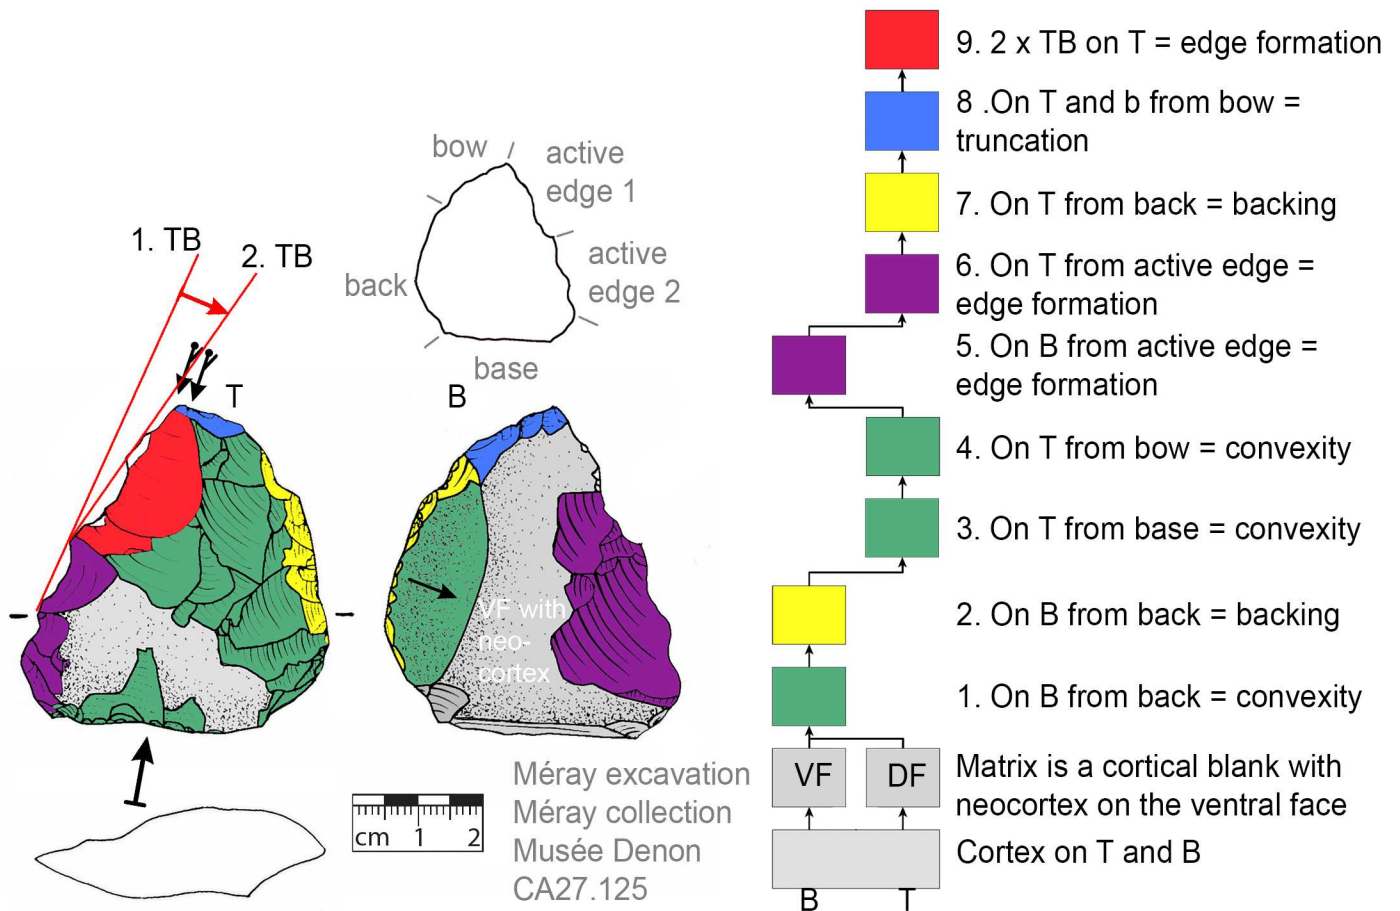 bow
active
edge 1
active
edge 2
back
base
1. TB
2. TB
T
B
VF with
neo-
cortex
cm 1 2
Méray excavation
Méray collection
Musée Denon
CA27.125
9. 2 x TB on T = edge formation
8 .On T and b from bow =
truncation
7. On T from back = backing
6. On T from active edge =
edge formation
5. On B from active edge =
edge formation
4. On T from bow = convexity
3. On T from base = convexity
2. On B from back = backing
1. On B from back = convexity
VF
DF
Matrix is a cortical blank with
neocortex on the ventral face
Cortex on T and B
B
T